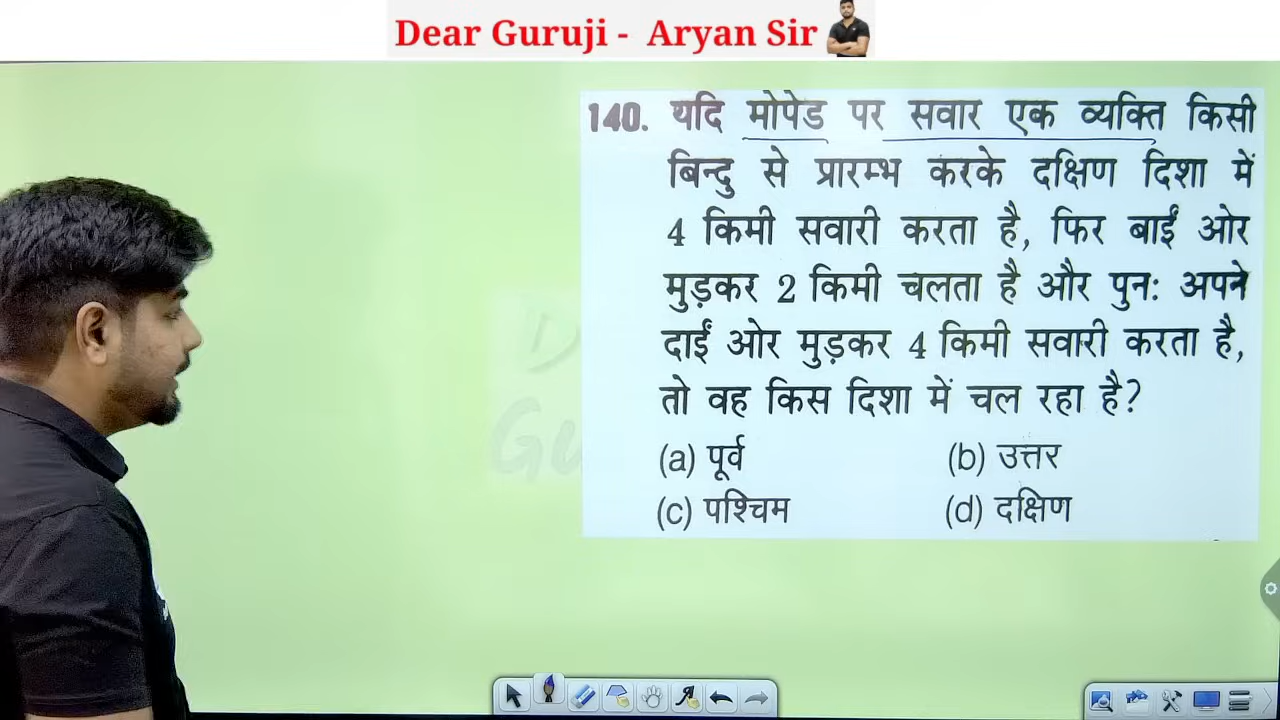 Dear Guruji - Aryan Sir
140. यदि मोपेड पर सवार एक व्यक्ति किसी
बिन्दु से प्रारम्भ करके दक्षिण दिशा में
4 किमी सवारी करता है, फिर बाईं ओर
मुड़कर 2 किमी चलता है और पुनः अपने
दाईं ओर मुड़कर 4 किमी सवारी करता है,
तो वह किस दिशा में चल रहा है?
(a) पूर्व (b) उत्तर
(c) पश्चिम (d) दक्षिण